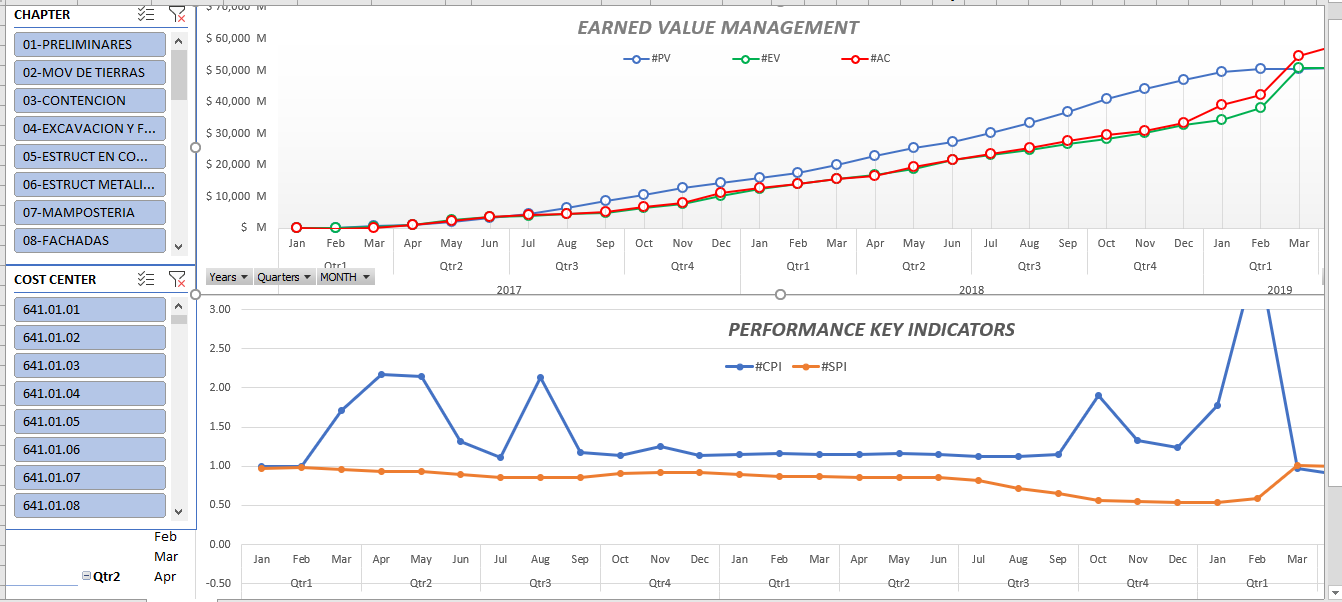 CHAPTER
01-PRELIMINARES
02-MOV DE TIERRAS
03-CONTENCION
04-EXCAVACION Y F...
05-ESTRUCT EN CO...
06-ESTRUCT METALI...
07-MAMPOSTERIA
08-FACHADAS
COST CENTER
641.01.01
641.01.02
641.01.03
641.01.04
641.01.05
641.01.06
641.01.07
641.01.08
Feb
Mar
Qtr2 Apr
EARNED VALUE MANAGEMENT
#PV #EV #AC
$ 70,000 M
$ 60,000 M
$ 50,000 M
$ 40,000 M
$ 30,000 M
$ 20,000 M
$ 10,000 M
$ M
Jan Feb Mar Apr May Jun Jul Aug Sep Oct Nov Dec Jan Feb Mar Apr May Jun Jul Aug Sep Oct Nov Dec Jan Feb Mar
Qtr1 Qtr2 Qtr3 Qtr4 Qtr1 Qtr2 Qtr3 Qtr4 Qtr1
Years Quarters MONTH
2017 2018 2019
PERFORMANCE KEY INDICATORS
#CPI #SPI
3.00
2.50
2.00
1.50
1.00
0.50
0.00
-0.50
Jan Feb Mar Apr May Jun Jul Aug Sep Oct Nov Dec Jan Feb Mar Apr May Jun Jul Aug Sep Oct Nov Dec Jan Feb Mar
Qtr1 Qtr2 Qtr3 Qtr4 Qtr1 Qtr2 Qtr3 Qtr4 Qtr1